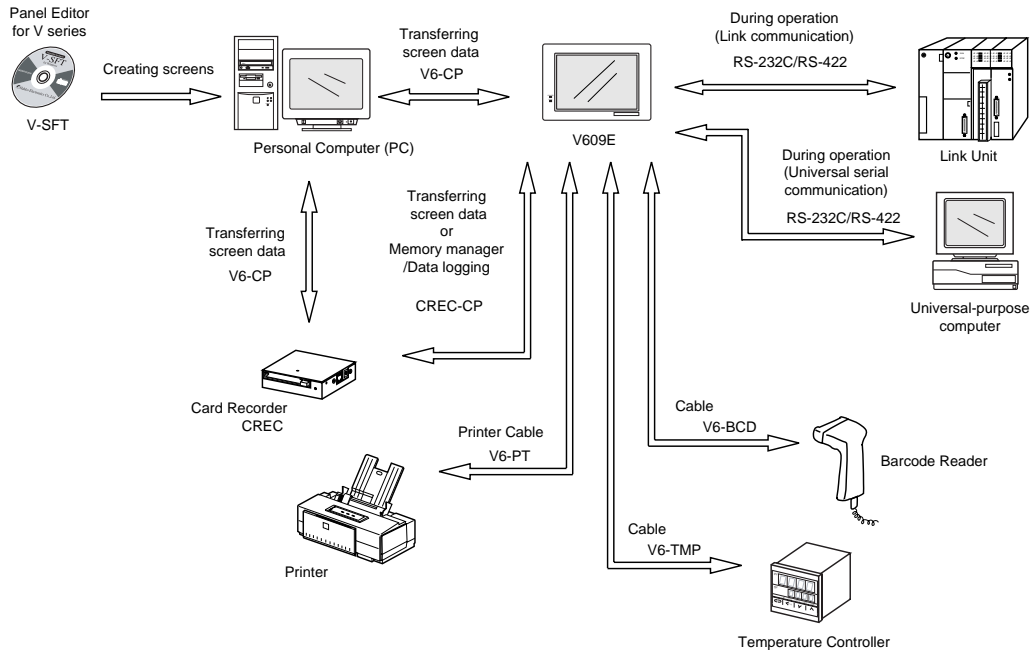 Panel Editor
for V series
V-SFT
V-SFT
Creating screens
Personal Computer (PC)
Transferring
screen data
V6-CP
V609E
During operation
(Link communication)
RS-232C/RS-422
Link Unit
During operation
(Universal serial
communication)
RS-232C/RS-422
Universal-purpose
computer
Transferring
screen data
V6-CP
Transferring
screen data
or
Memory manager
/Data logging
CREC-CP
Card Recorder
CREC
Printer Cable
V6-PT
Printer
Cable
V6-BCD
Barcode Reader
Cable
V6-TMP
Temperature Controller